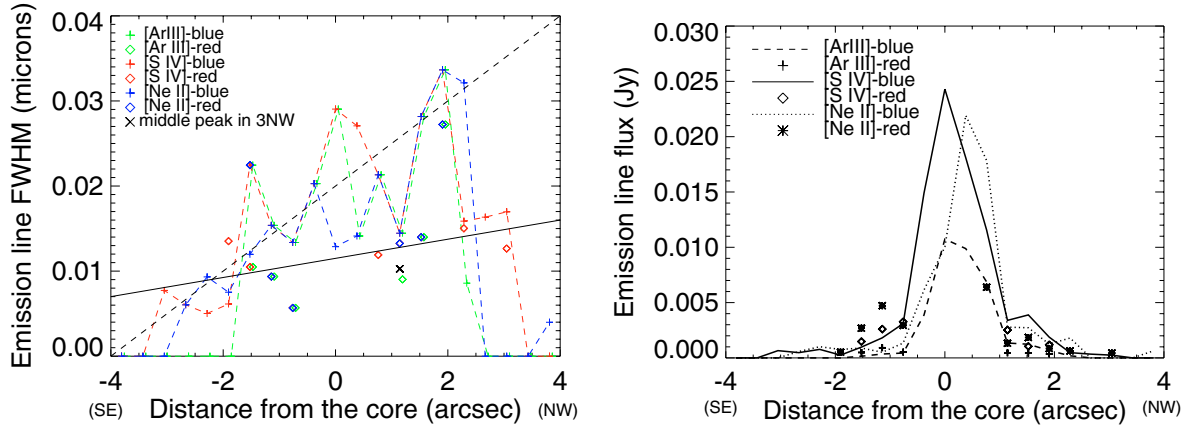 Emission line FWHM (microns)
0.04
0.03
0.02
0.01
0.00
[ArIII]-blue
[Ar III]-red
[S IV]-blue
[S IV]-red
[Ne II]-blue
[Ne II]-red
middle peak in 3NW
-4 -2 0 2 4
(SE) Distance from the core (arcsec) (NW)
Emission line flux (Jy)
0.030
0.025
0.020
0.015
0.010
0.005
0.000
[ArIII]-blue
[Ar III]-red
[S IV]-blue
[S IV]-red
[Ne II]-blue
[Ne II]-red
-4 -2 0 2 4
(SE) Distance from the core (arcsec) (NW)